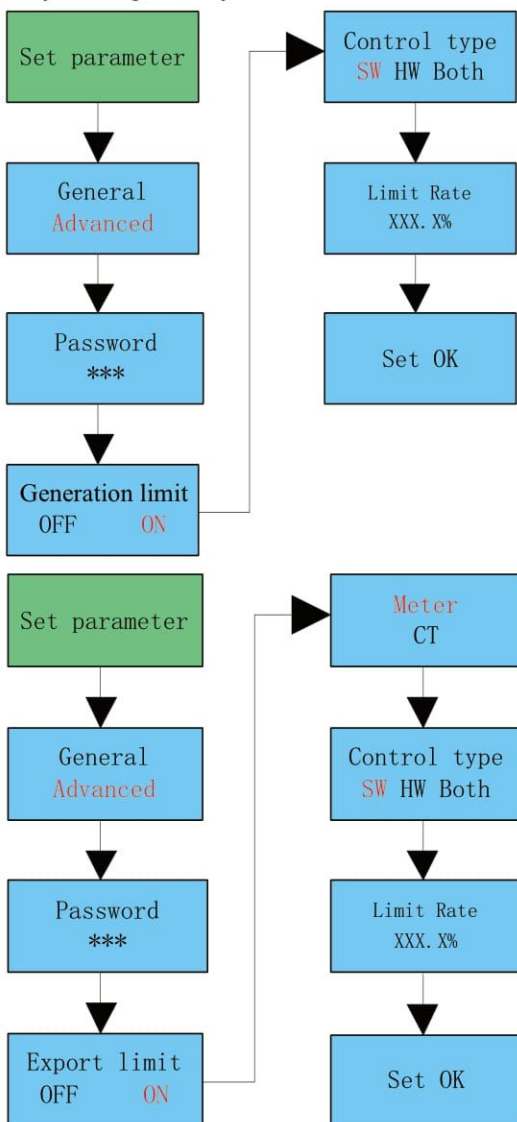 Set parameter
General
Advanced
Password
***
Generation limit
OFF ON
Control type
SW HW Both
Limit Rate
XXX. X%
Set OK
Set parameter
General
Advanced
Password
***
Export limit
OFF ON
Meter
CT
Control type
SW HW Both
Limit Rate
XXX. X%
Set OK